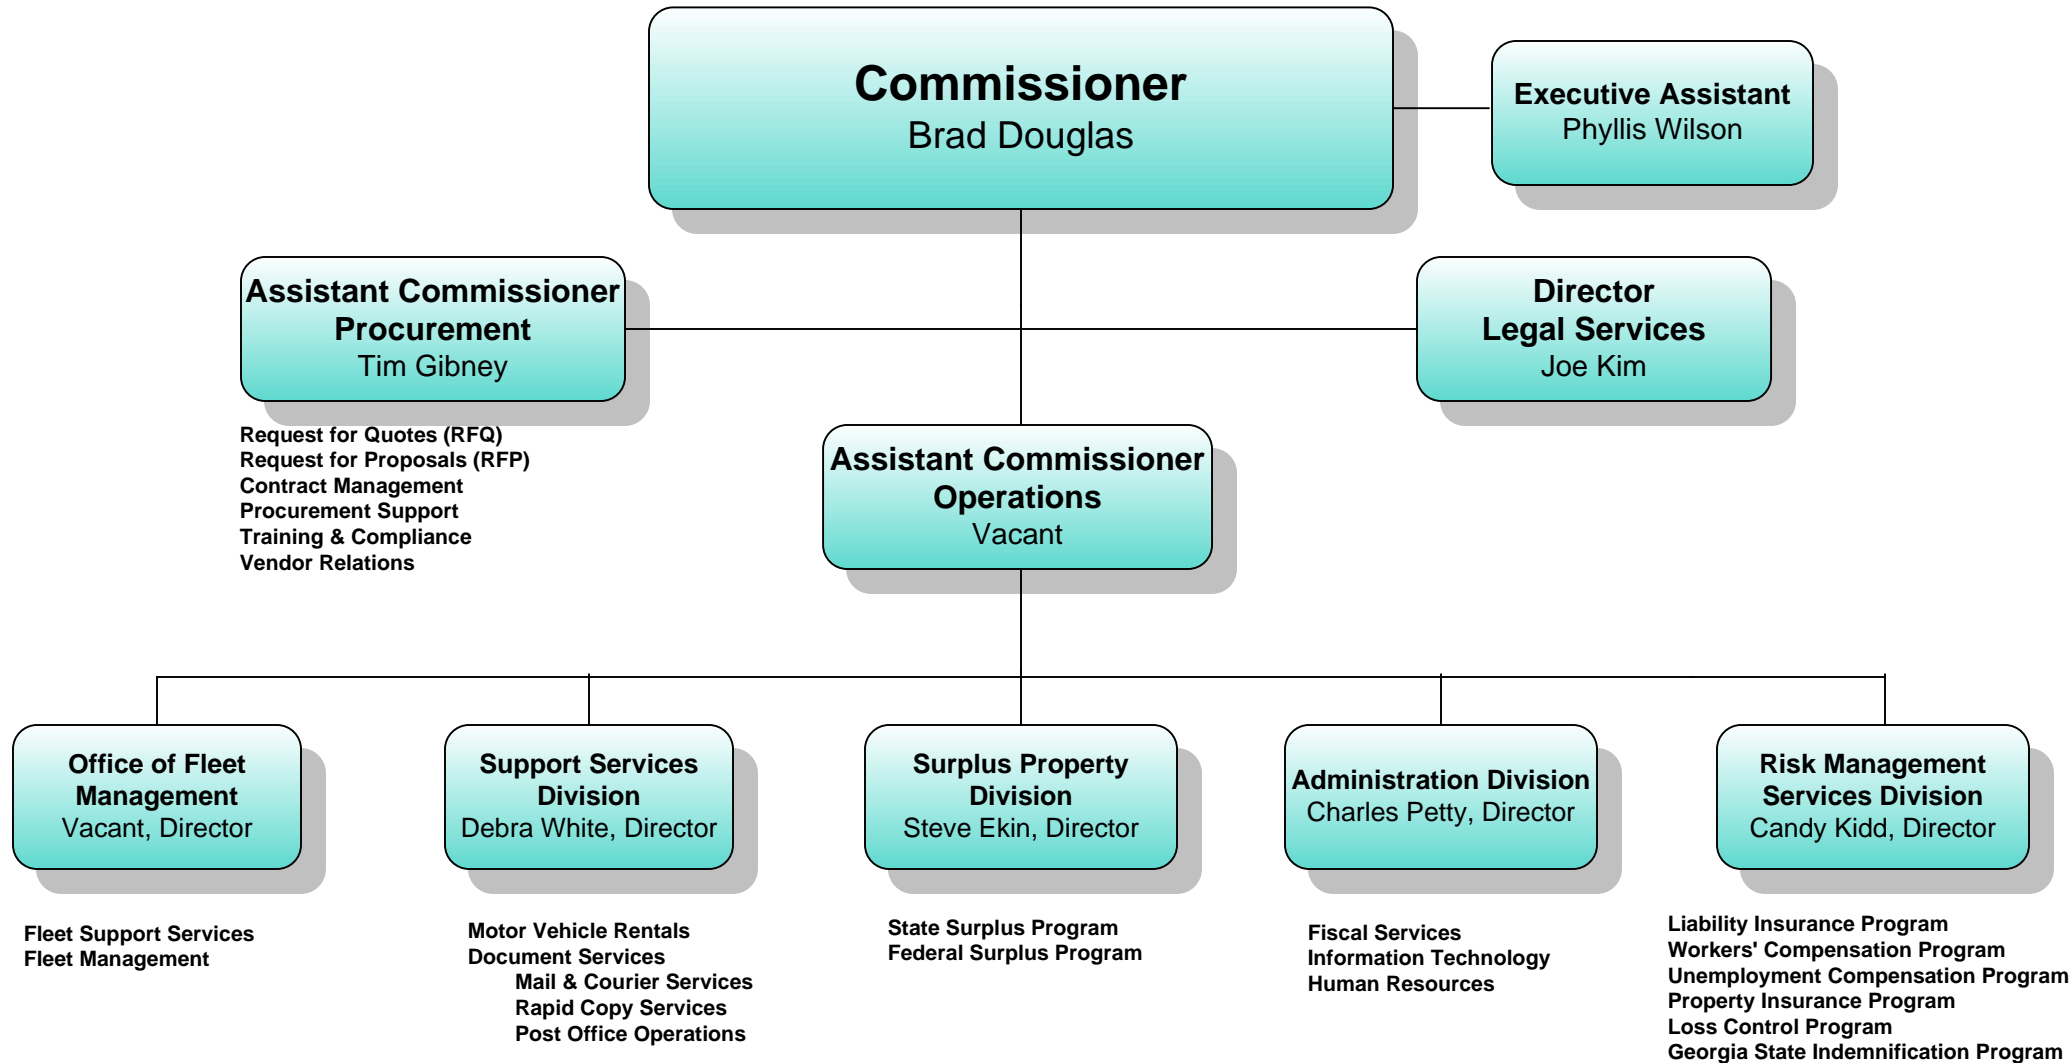 Commissioner
Brad Douglas
Executive Assistant
Phyllis Wilson
Assistant Commissioner
Procurement
Tim Gibney
Director
Legal Services
Joe Kim
Request for Quotes (RFQ)
Request for Proposals (RFP)
Contract Management
Procurement Support
Training & Compliance
Vendor Relations
Assistant Commissioner
Operations
Vacant
Office of Fleet
Management
Vacant, Director
Support Services
Division
Debra White, Director
Surplus Property
Division
Steve Ekin, Director
Administration Division
Charles Petty, Director
Risk Management
Services Division
Candy Kidd, Director
Fleet Support Services
Fleet Management
Motor Vehicle Rentals
Document Services
Mail & Courier Services
Rapid Copy Services
Post Office Operations
State Surplus Program
Federal Surplus Program
Fiscal Services
Information Technology
Human Resources
Liability Insurance Program
Workers' Compensation Program
Unemployment Compensation Program
Property Insurance Program
Loss Control Program
Georgia State Indemnification Program